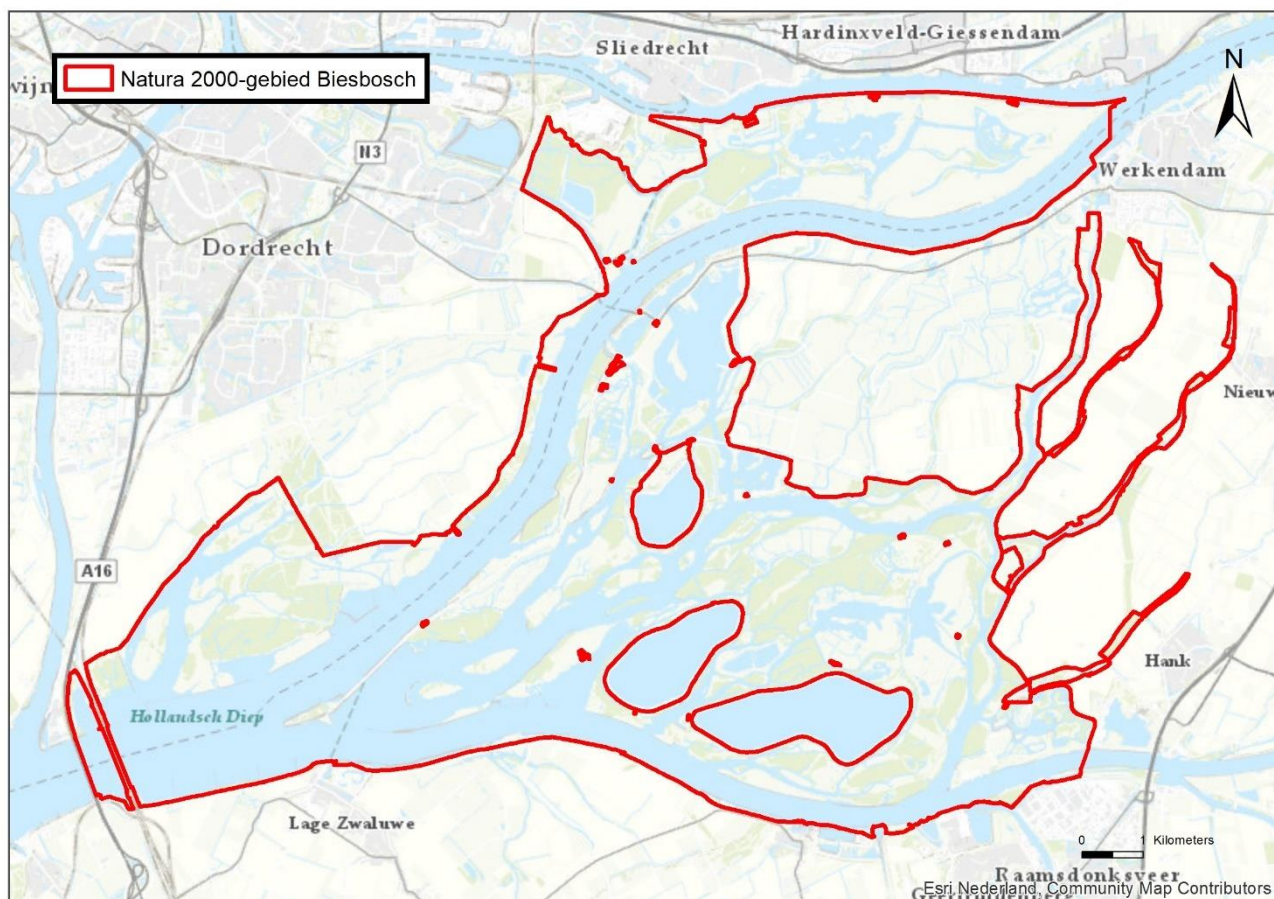 Hardinxveld-Giessendam
Sliedrecht
N
Natura 2000-gebied Biesbosch
N3
Werkendam
Dordrecht
A16
Hank
Hollandsch Diep
Lage Zwaluwe
0 1 Kilometers
Raamsdonksveer
Esri Nederland, Community Map Contributors